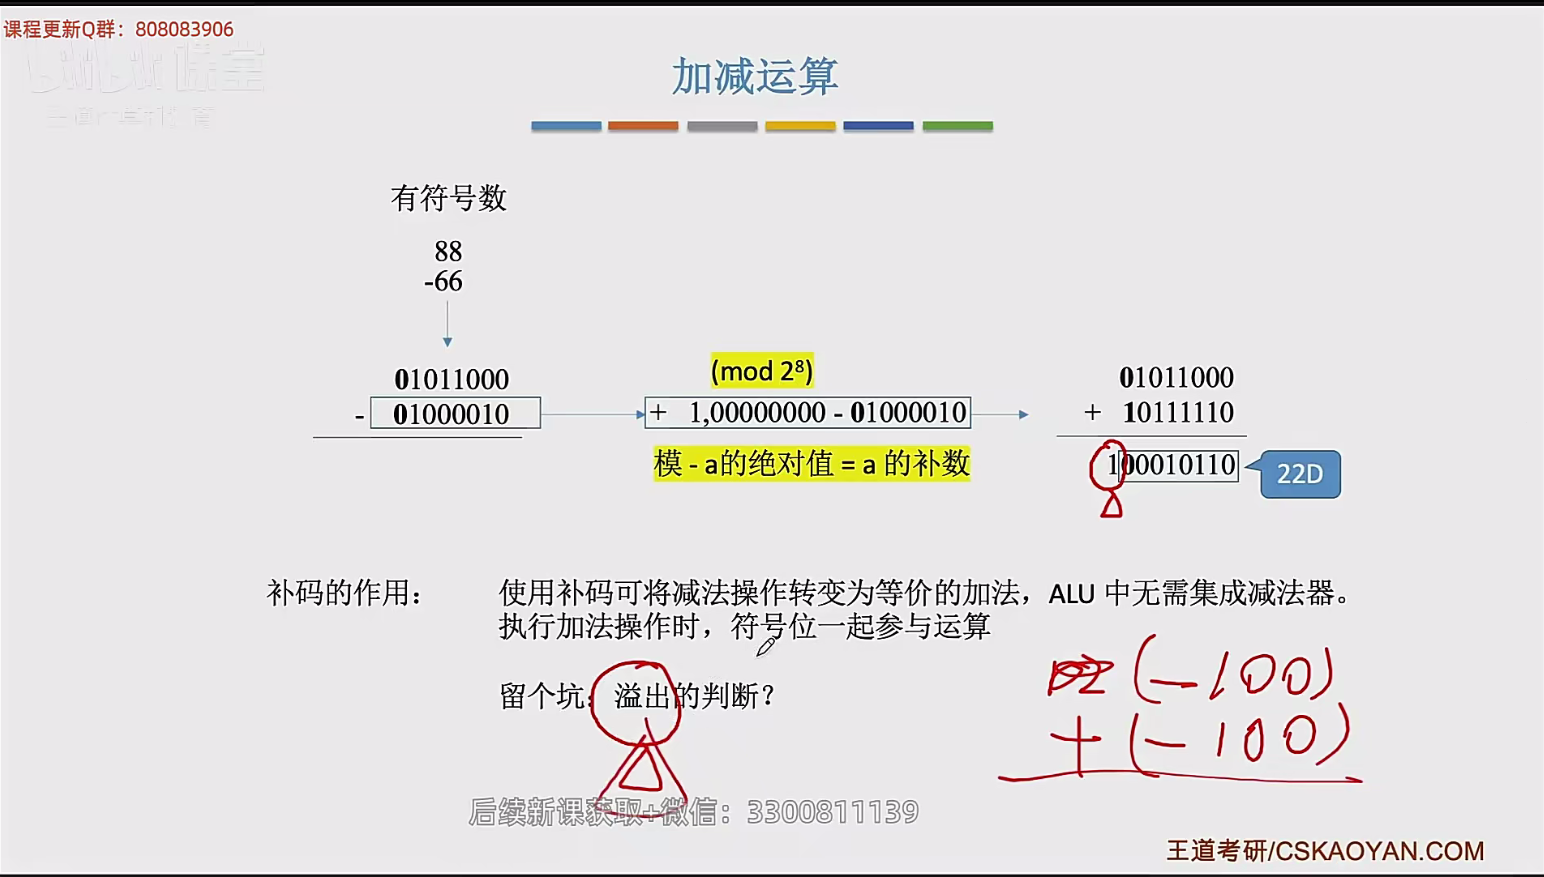 课程更新Q群：808083906
加减运算
有符号数
88
-66
01011000
- 01000010
(mod 2⁸)
+ 1,00000000 - 01000010
模 - a的绝对值 = a 的补数
01011000
+ 10111110
100010110
22D
补码的作用：
使用补码可将减法操作转变为等价的加法，ALU 中无需集成减法器。
执行加法操作时，符号位一起参与运算
留个坑：溢出的判断？
(-100)
+ (-100)
后续新课获取+微信：3300811139
王道考研/CSKAOYAN.COM